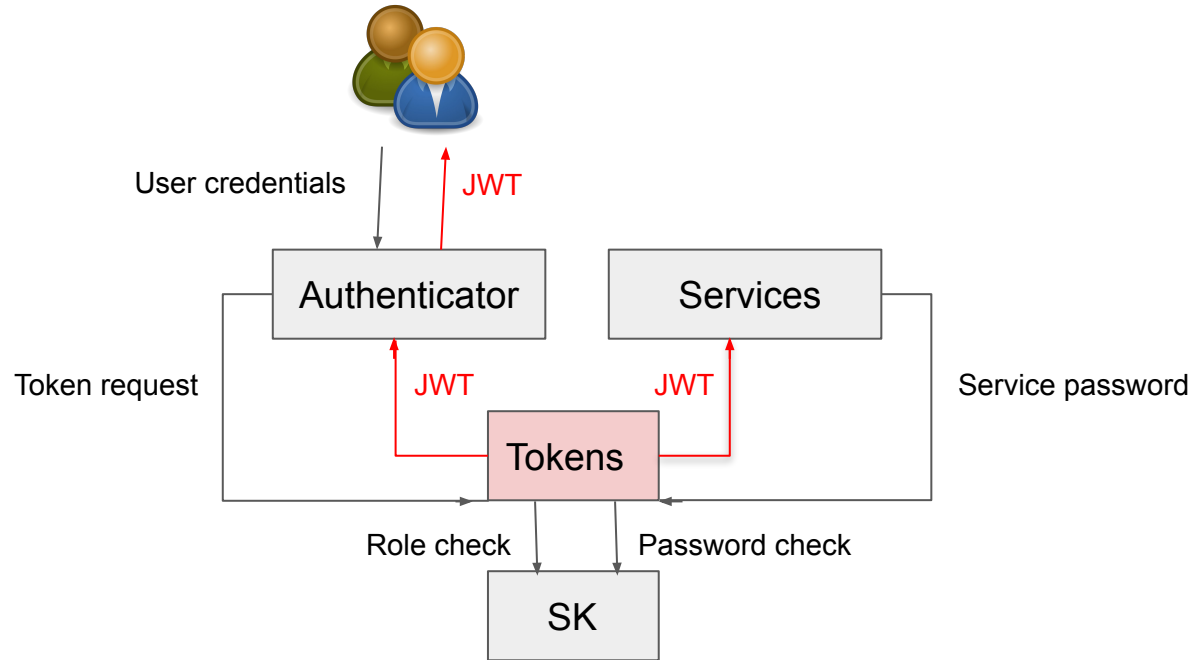 User credentials
JWT
Authenticator
Services
Token request
JWT
JWT
Service password
Tokens
Role check
Password check
SK